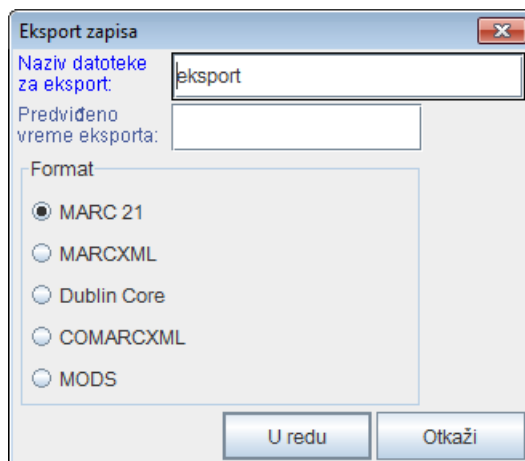 Eksport zapisa
Naziv datoteke
za eksport:
eksport
Predviđeno
vreme eksporta:
Format
MARC 21
MARCXML
Dublin Core
COMARCXML
MODS
U redu
Otkaži